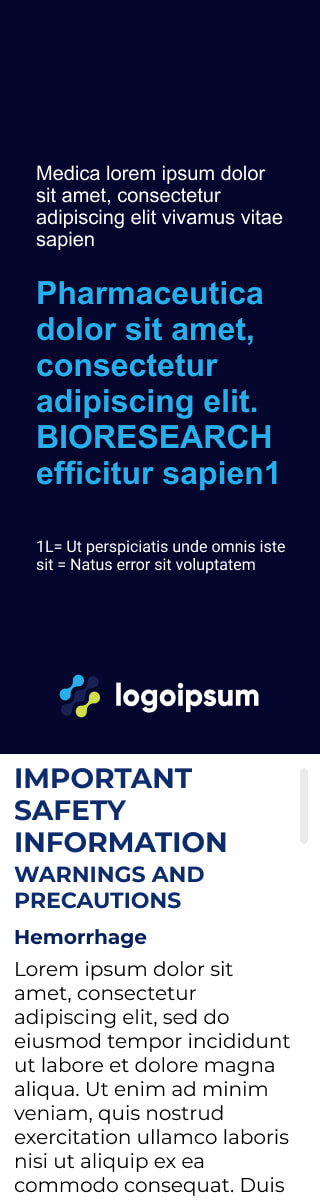 Medica lorem ipsum dolor
sit amet, consectetur
adipiscing elit vivamus vitae
sapien
Pharmaceutica
dolor sit amet,
consectetur
adipiscing elit.
BIORESEARCH
efficitur sapien1
1L= Ut perspiciatis unde omnis iste
sit = Natus error sit voluptatem
logoipsum
IMPORTANT
SAFETY
INFORMATION
WARNINGS AND
PRECAUTIONS
Hemorrhage
Lorem ipsum dolor sit
amet, consectetur
adipiscing elit, sed do
eiusmod tempor incididunt
ut labore et dolore magna
aliqua. Ut enim ad minim
veniam, quis nostrud
exercitation ullamco laboris
nisi ut aliquip ex ea
commodo consequat. Duis